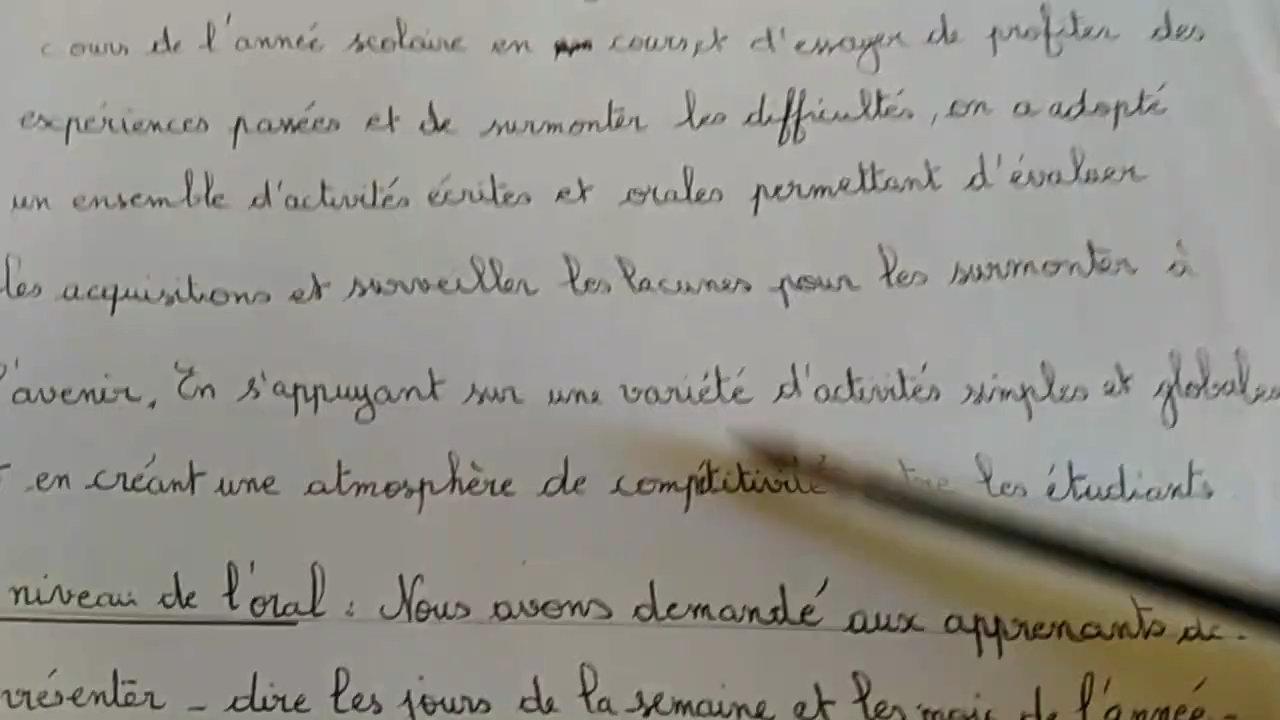 cours de l'année scolaire en cours, et d'essayer de profiter des
expériences passées et de surmonter les difficultés, on a adopté
un ensemble d'activités écrites et orales permettant d'évaluer
les acquisitions et surveiller les lacunes pour les surmonter à
l'avenir, En s'appuyant sur une variété d'activités simples et globales
en créant une atmosphère de compétitivité les étudiants
niveau de l'oral : Nous avons demandé aux apprenants de
présenter - dire les jours de la semaine et les mois de l'année -